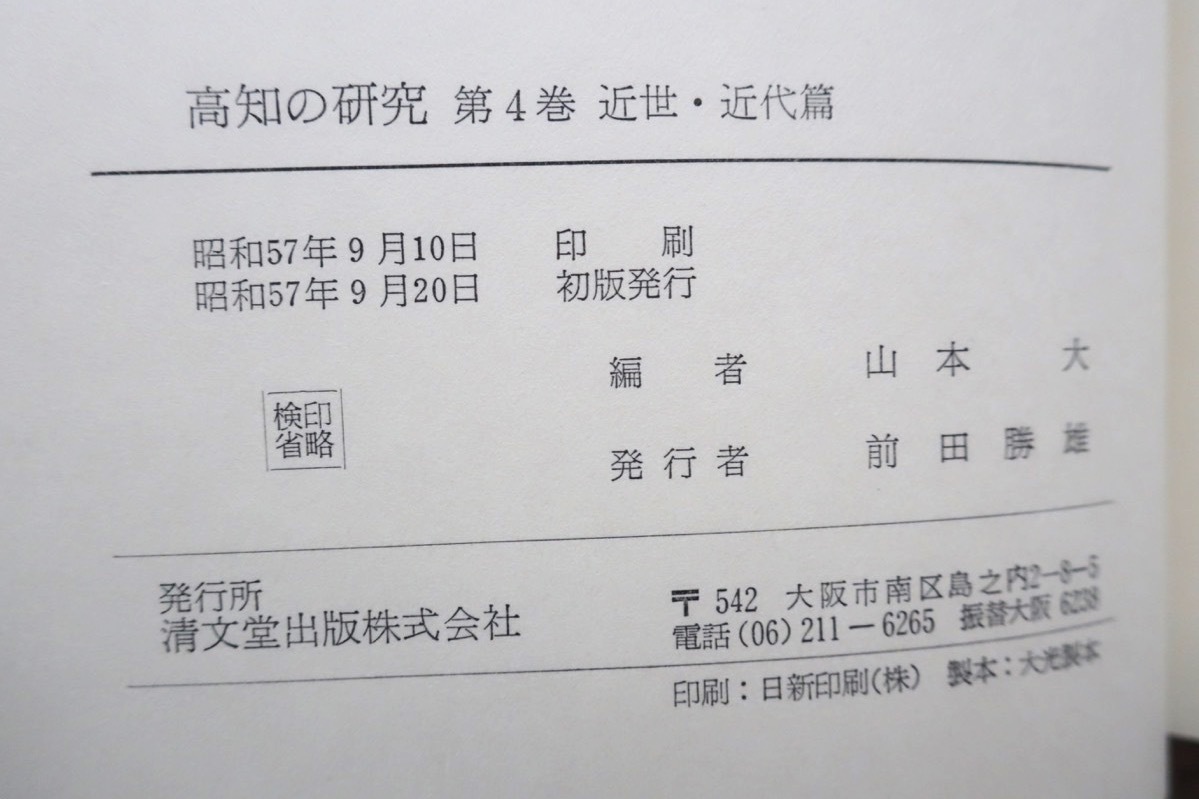 高知の研究 第4巻 近世・近代篇
昭和57年9月10日 印刷
昭和57年9月20日 初版発行
編者 山本 大
検印
省略
発行者 前田勝雄
発行所
清文堂出版株式会社
〒 542 大阪市南区島之内2-8-5
電話(06)211-6265 振替大阪 6238
印刷:日新印刷(株) 製本:大光製本